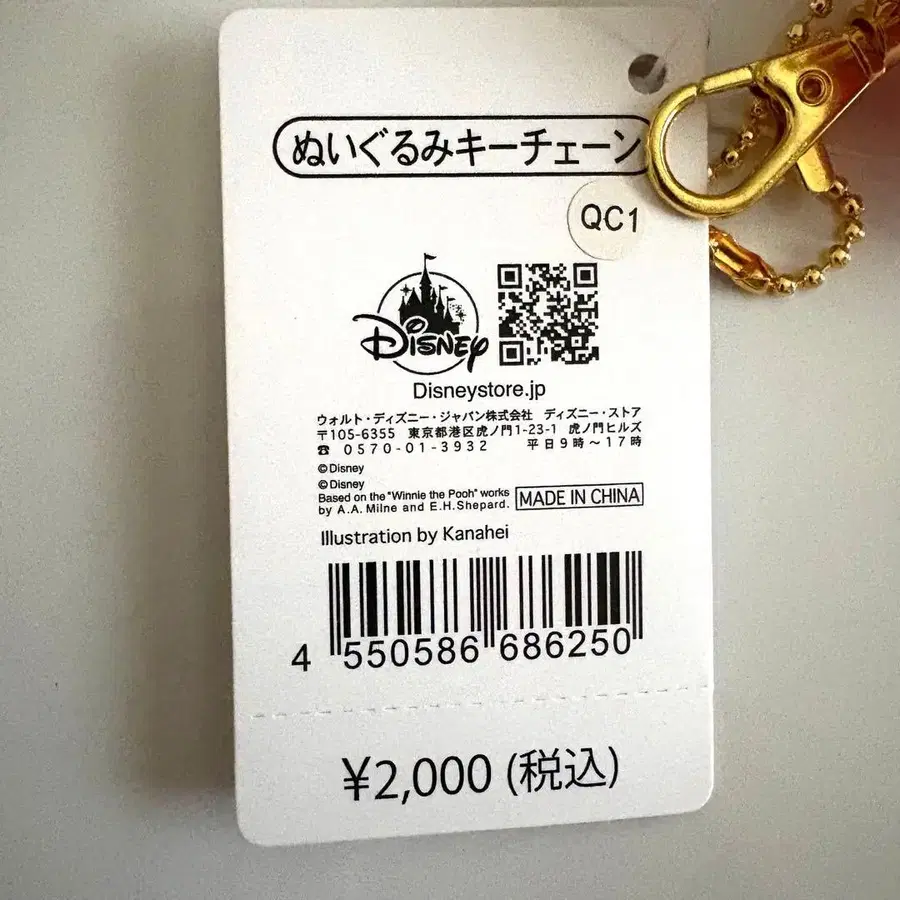 ぬいぐるみキーチェーン
QC1
Disney
Disneystore.jp
ウォルト・ディズニー・ジャパン株式会社 ディズニー・ストア
〒105-6355 東京都港区虎ノ門1-23-1 虎ノ門ヒルズ
☎ 0570-01-3932 平日9時～17時
©Disney
©Disney
Based on the "Winnie the Pooh" works
by A.A. Milne and E.H.Shepard.
MADE IN CHINA
Illustration by Kanahei
4 550586 686250
¥2,000 (税込)